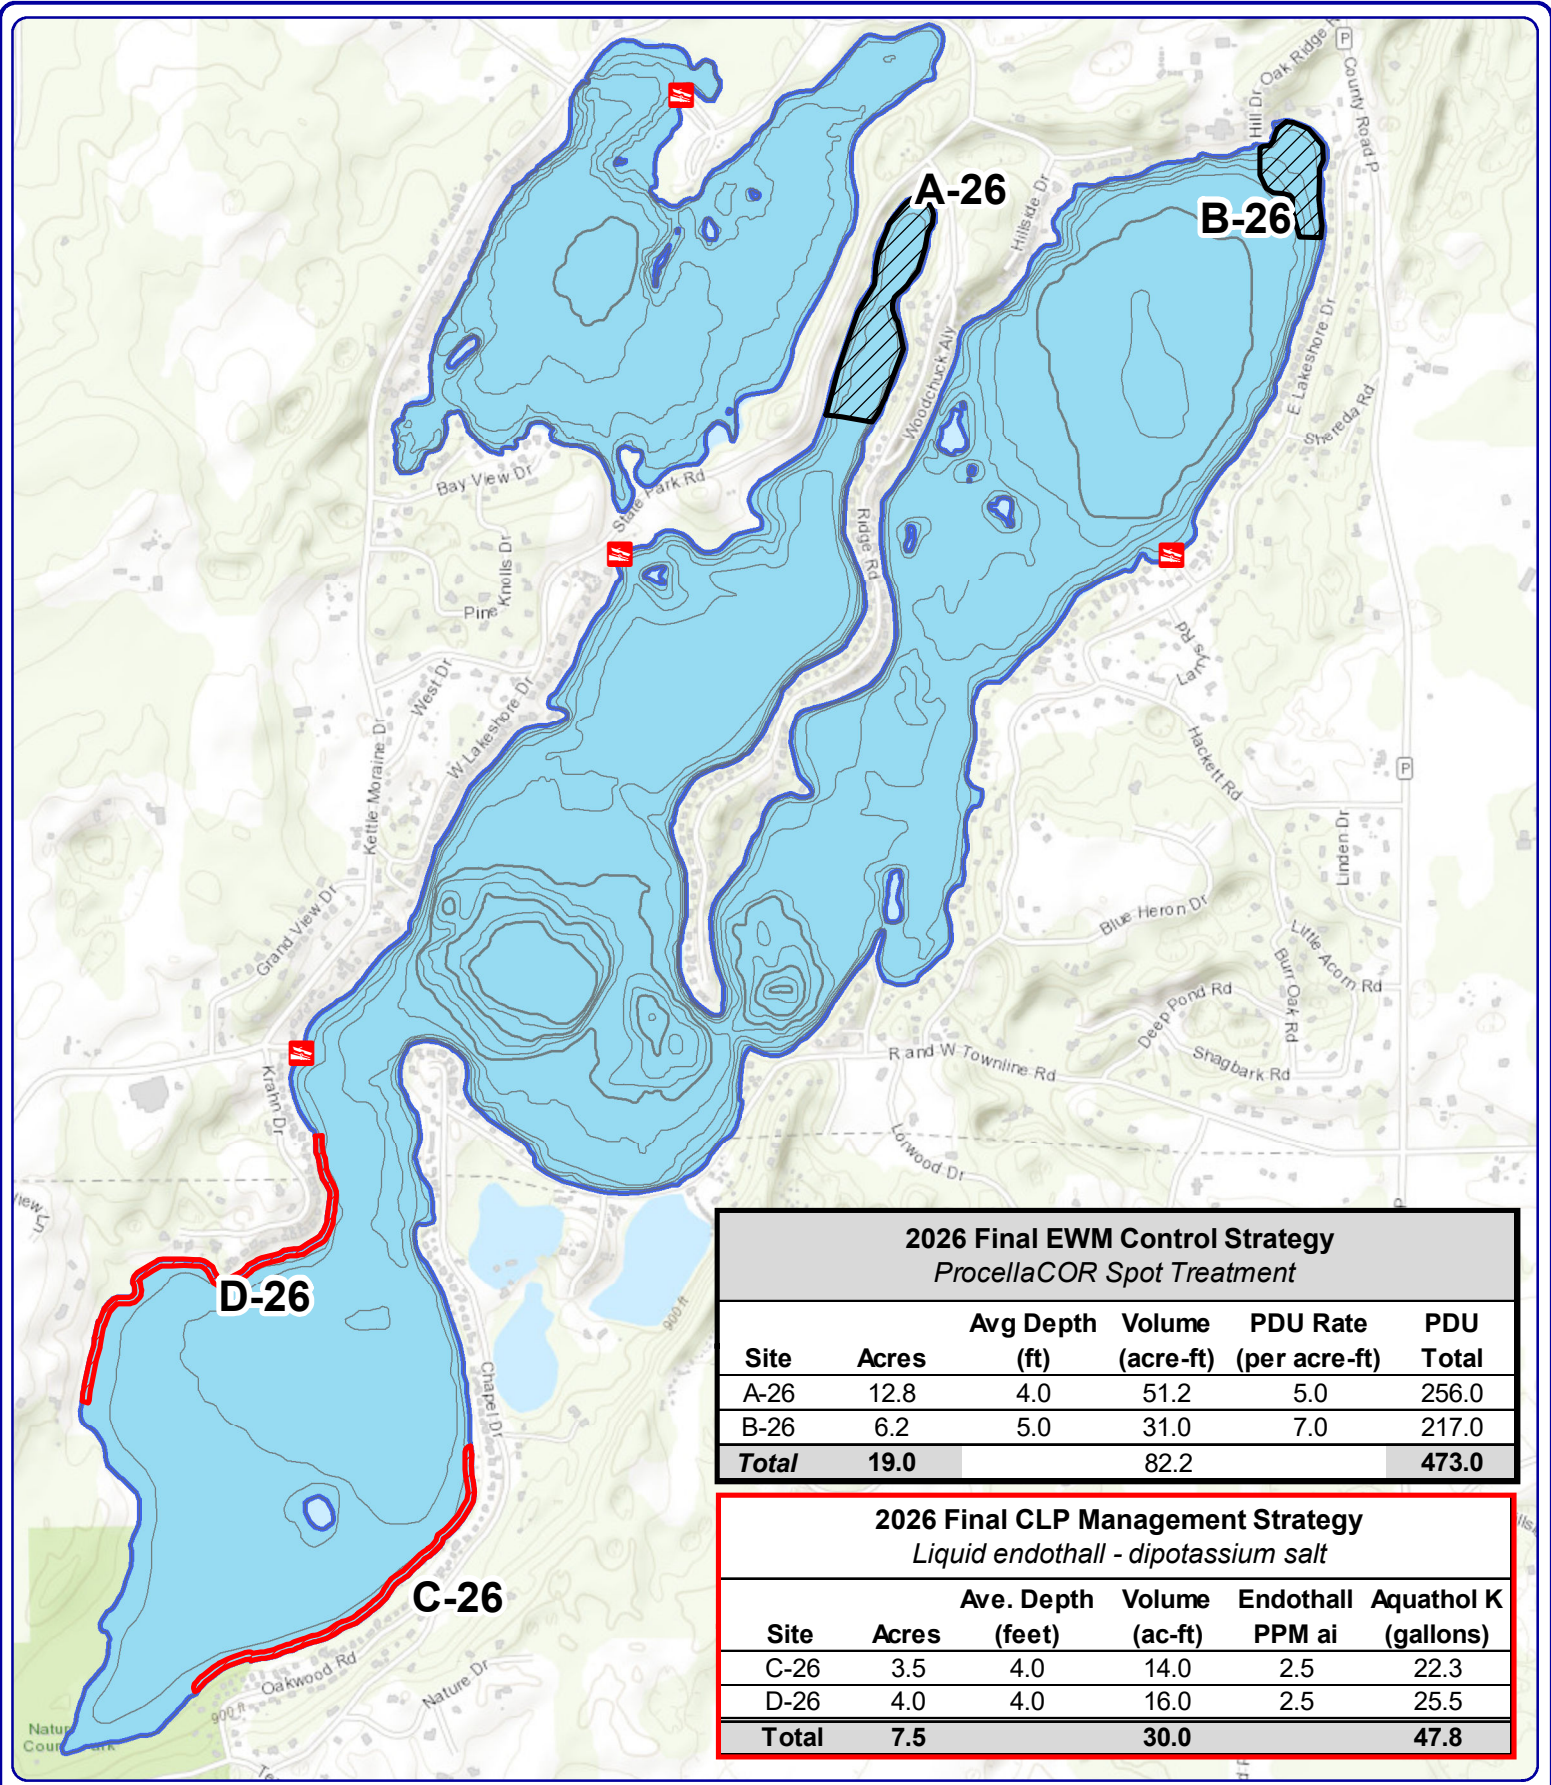 Oak Ridge
P
County Road P
Hill Dr
A-26
Hillside Dr
B-26
Woodchuck Aly
E Lakeshore Dr
Shereda Rd
Bay View Dr
State Park Rd
Ridge Rd
Pine Knolls Dr
Larrys Rd
West Dr
W Lakeshore Dr
Kettle Moraine Dr
Hackett Rd
P
Linden Dr
Grand View Dr
Blue Heron Dr
Little Acorn Rd
Burr Oak Rd
Deep Pond Rd
R and W Townline Rd
Shagbark Rd
Krahn Dr
Lorwood Dr
D-26
900 ft
Chapel Dr
C-26
Oakwood Rd
Nature Dr
900 ft
2026 Final EWM Control Strategy
ProcellaCOR Spot Treatment
Site Acres Avg Depth (ft) Volume (acre-ft) PDU Rate (per acre-ft) PDU Total
A-26 12.8 4.0 51.2 5.0 256.0
B-26 6.2 5.0 31.0 7.0 217.0
Total 19.0 82.2 473.0
2026 Final CLP Management Strategy
Liquid endothall - dipotassium salt
Site Acres Ave. Depth (feet) Volume (ac-ft) Endothall PPM ai Aquathol K (gallons)
C-26 3.5 4.0 14.0 2.5 22.3
D-26 4.0 4.0 16.0 2.5 25.5
Total 7.5 30.0 47.8